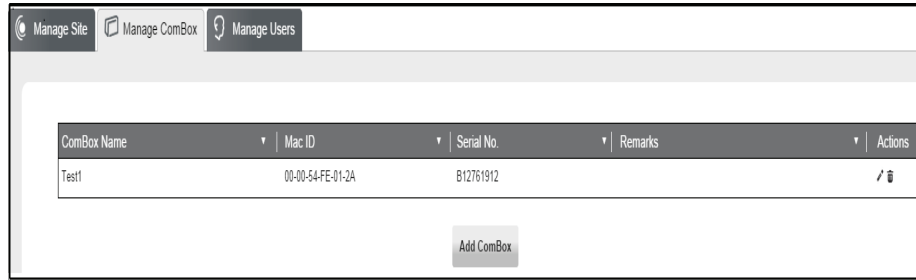 Manage Site Manage ComBox Manage Users
ComBox Name Mac ID Serial No. Remarks Actions
Test1 00-00-54-FE-01-2A B12761912
Add ComBox